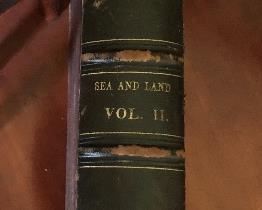 SEA AND LAND
VOL. II.